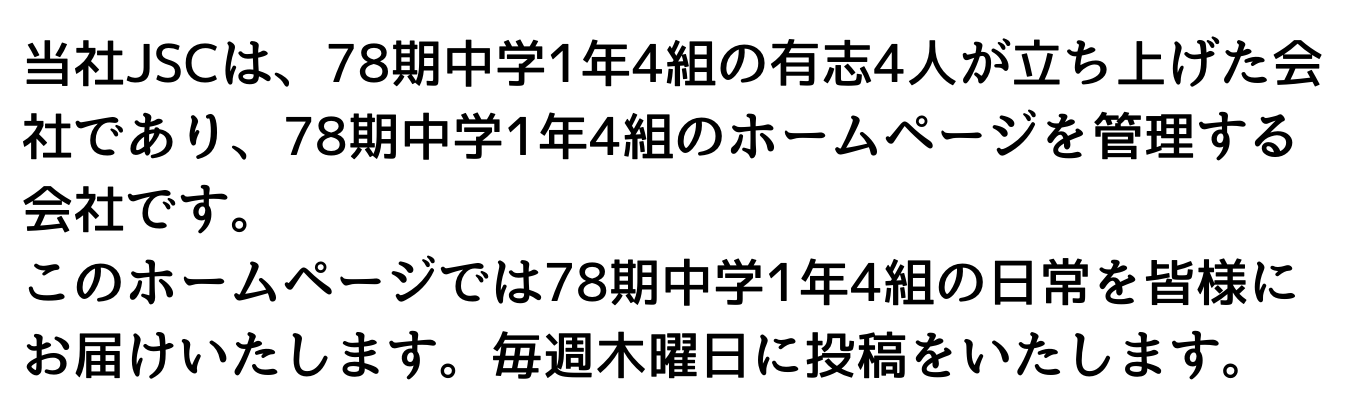 当社JSCは、78期中学1年4組の有志4人が立ち上げた会
社であり、78期中学1年4組のホームページを管理する
会社です。
このホームページでは78期中学1年4組の日常を皆様に
お届けいたします。毎週木曜日に投稿をいたします。